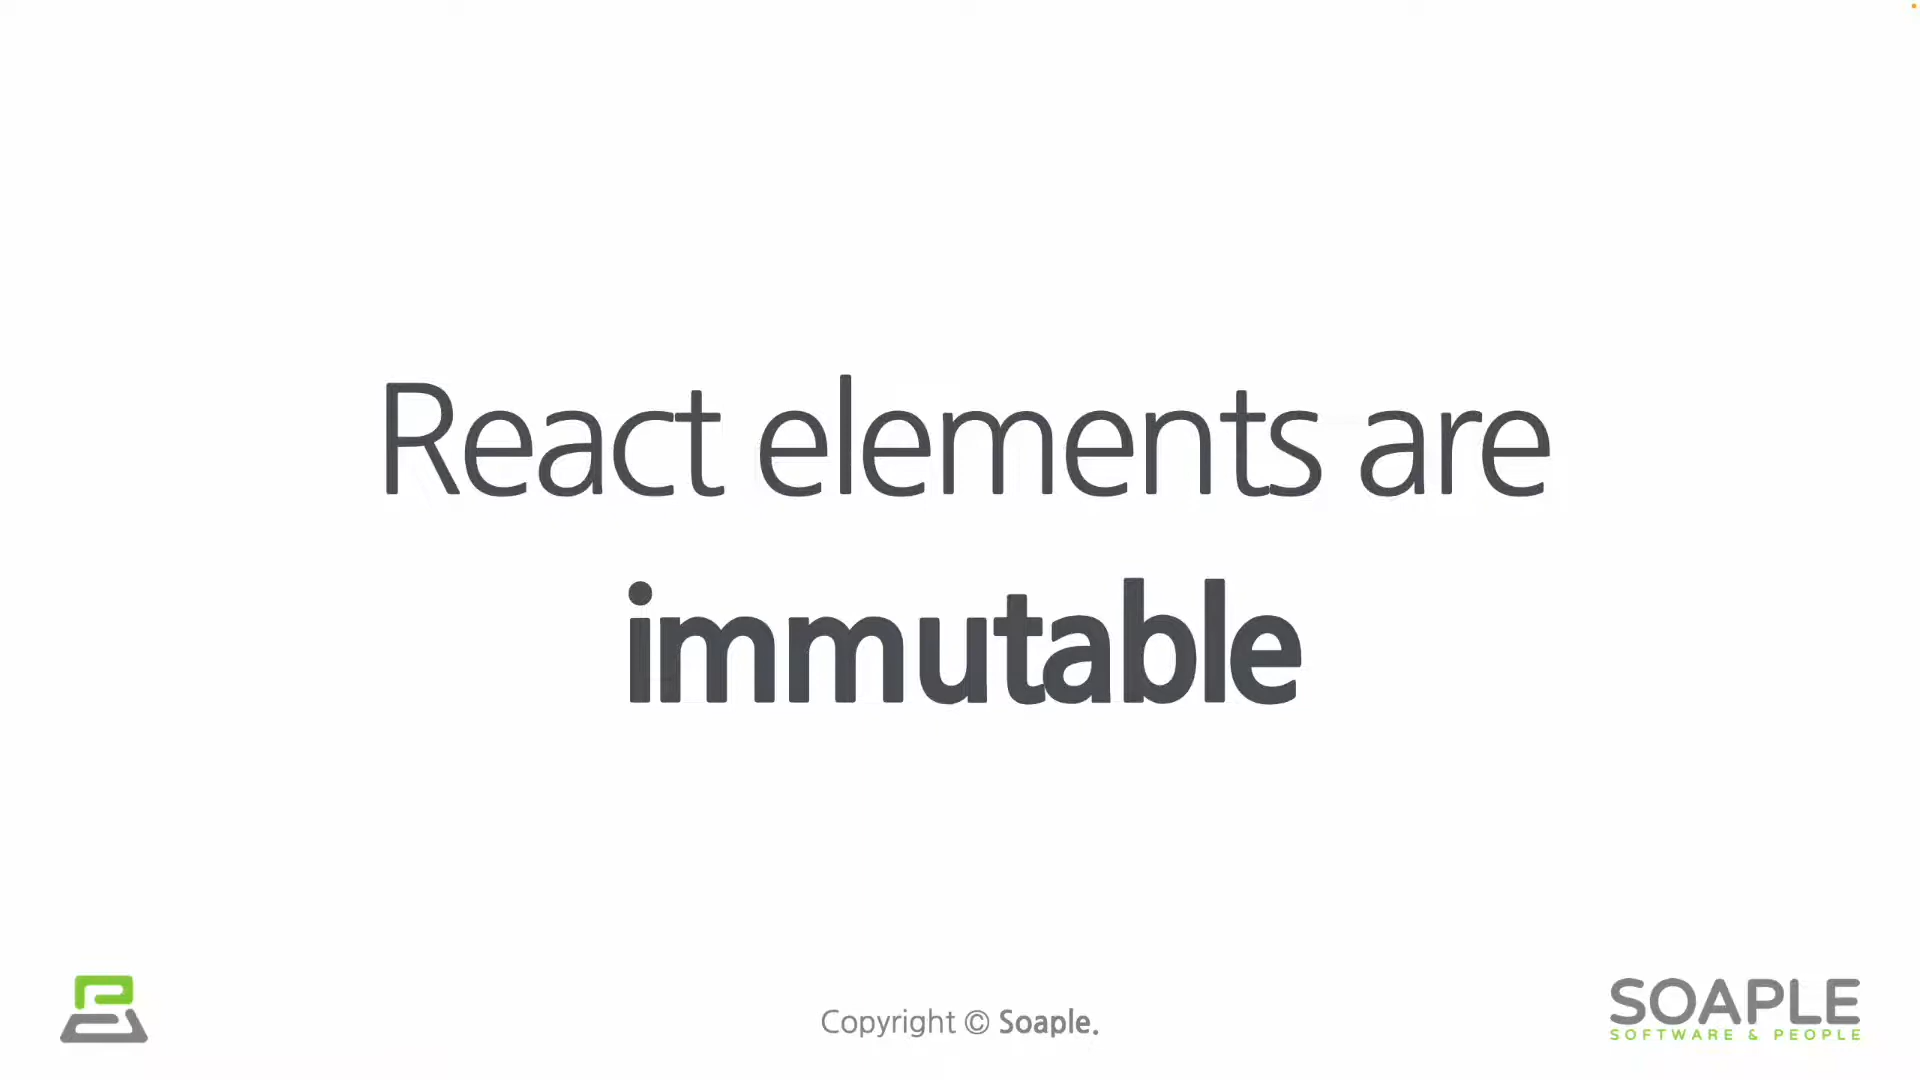 React elements are
immutable
Copyright © Soaple.
SOAPLE
SOFTWARE & PEOPLE